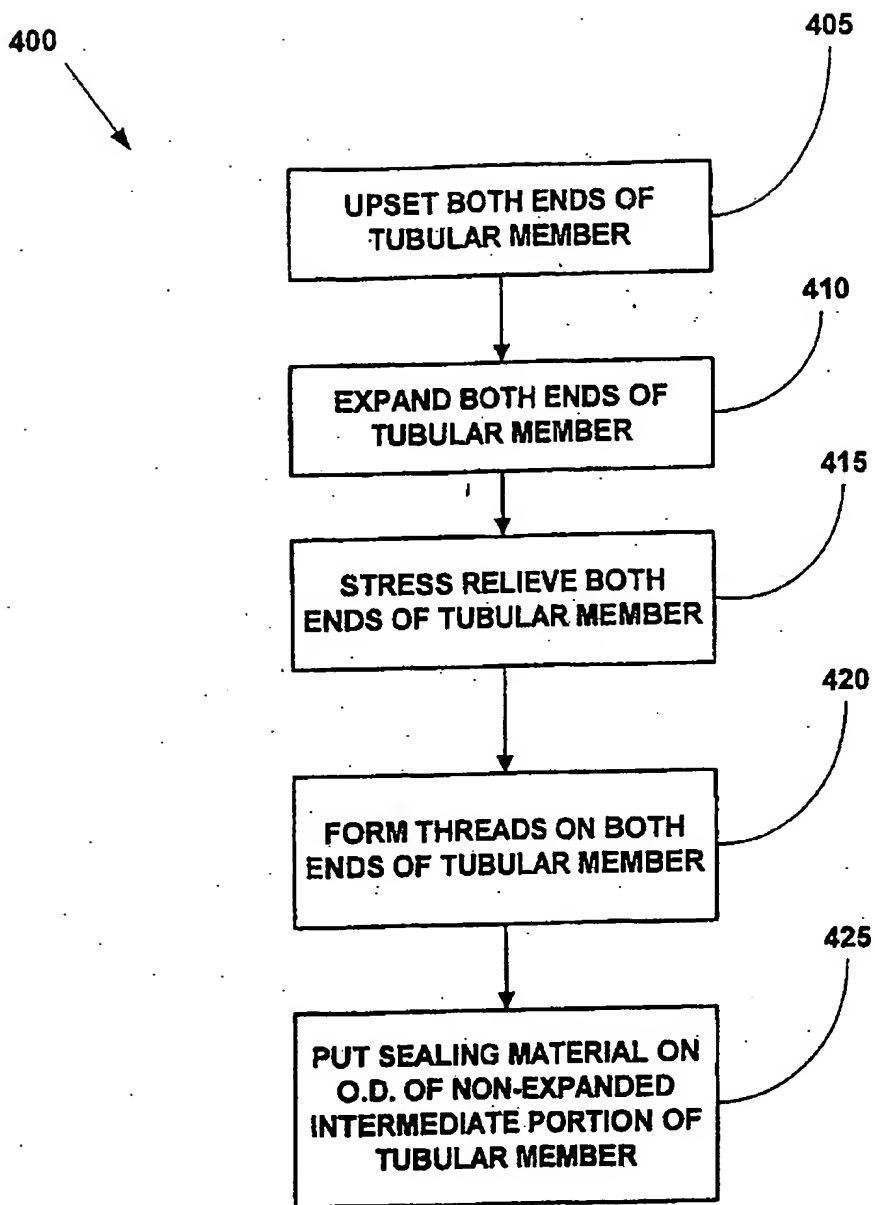 400
405
UPSET BOTH ENDS OF
TUBULAR MEMBER
410
EXPAND BOTH ENDS OF
TUBULAR MEMBER
415
STRESS RELIEVE BOTH
ENDS OF TUBULAR MEMBER
420
FORM THREADS ON BOTH
ENDS OF TUBULAR MEMBER
425
PUT SEALING MATERIAL ON
O.D. OF NON-EXPANDED
INTERMEDIATE PORTION OF
TUBULAR MEMBER